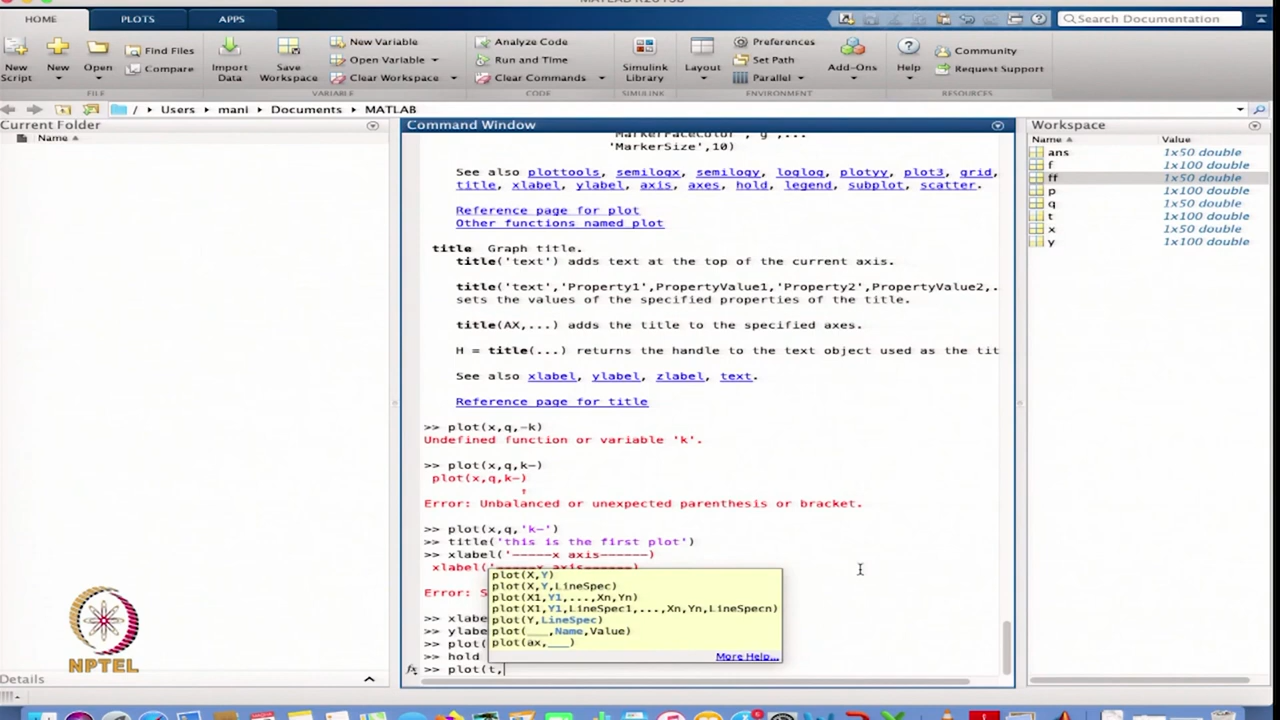 MATLAB R2015b
HOME PLOTS APPS
Search Documentation
New Script
New
Open
Find Files
Compare
Import Data
Save Workspace
New Variable
Open Variable
Clear Workspace
Analyze Code
Run and Time
Clear Commands
Simulink Library
Layout
Preferences
Set Path
Parallel
Add-Ons
Help
Community
Request Support
FILE VARIABLE CODE SIMULINK ENVIRONMENT RESOURCES
/ Users mani Documents MATLAB
Current Folder
Name
Command Window
'MarkerFaceColor','g',...
'MarkerSize',10)
See also plottools, semilogx, semilogy, loglog, plotyy, plot3, grid,
title, xlabel, ylabel, axis, axes, hold, legend, subplot, scatter.
Reference page for plot
Other functions named plot
title Graph title.
title('text') adds text at the top of the current axis.
title('text','Property1',PropertyValue1,'Property2',PropertyValue2,.
sets the values of the specified properties of the title.
title(AX,...) adds the title to the specified axes.
H = title(...) returns the handle to the text object used as the tit
See also xlabel, ylabel, zlabel, text.
Reference page for title
>> plot(x,q,-k)
Undefined function or variable 'k'.
>> plot(x,q,k-)
plot(x,q,k-)
↑
Error: Unbalanced or unexpected parenthesis or bracket.
>> plot(x,q,'k-')
>> title('this is the first plot')
>> xlabel('-----x axis------)
xlabel('-----x axis------)
Error: S
>> xlabe
>> ylabe
>> plot(
>> hold
fx >> plot(t,
plot(X,Y)
plot(X,Y,LineSpec)
plot(X1,Y1,...,Xn,Yn)
plot(X1,Y1,LineSpec1,...,Xn,Yn,LineSpecn)
plot(Y,LineSpec)
plot(___,Name,Value)
plot(ax,___)
More Help...
Workspace
Name Value
ans 1x50 double
f 1x100 double
ff 1x50 double
p 1x100 double
q 1x50 double
t 1x100 double
x 1x50 double
y 1x100 double
NPTEL
Details